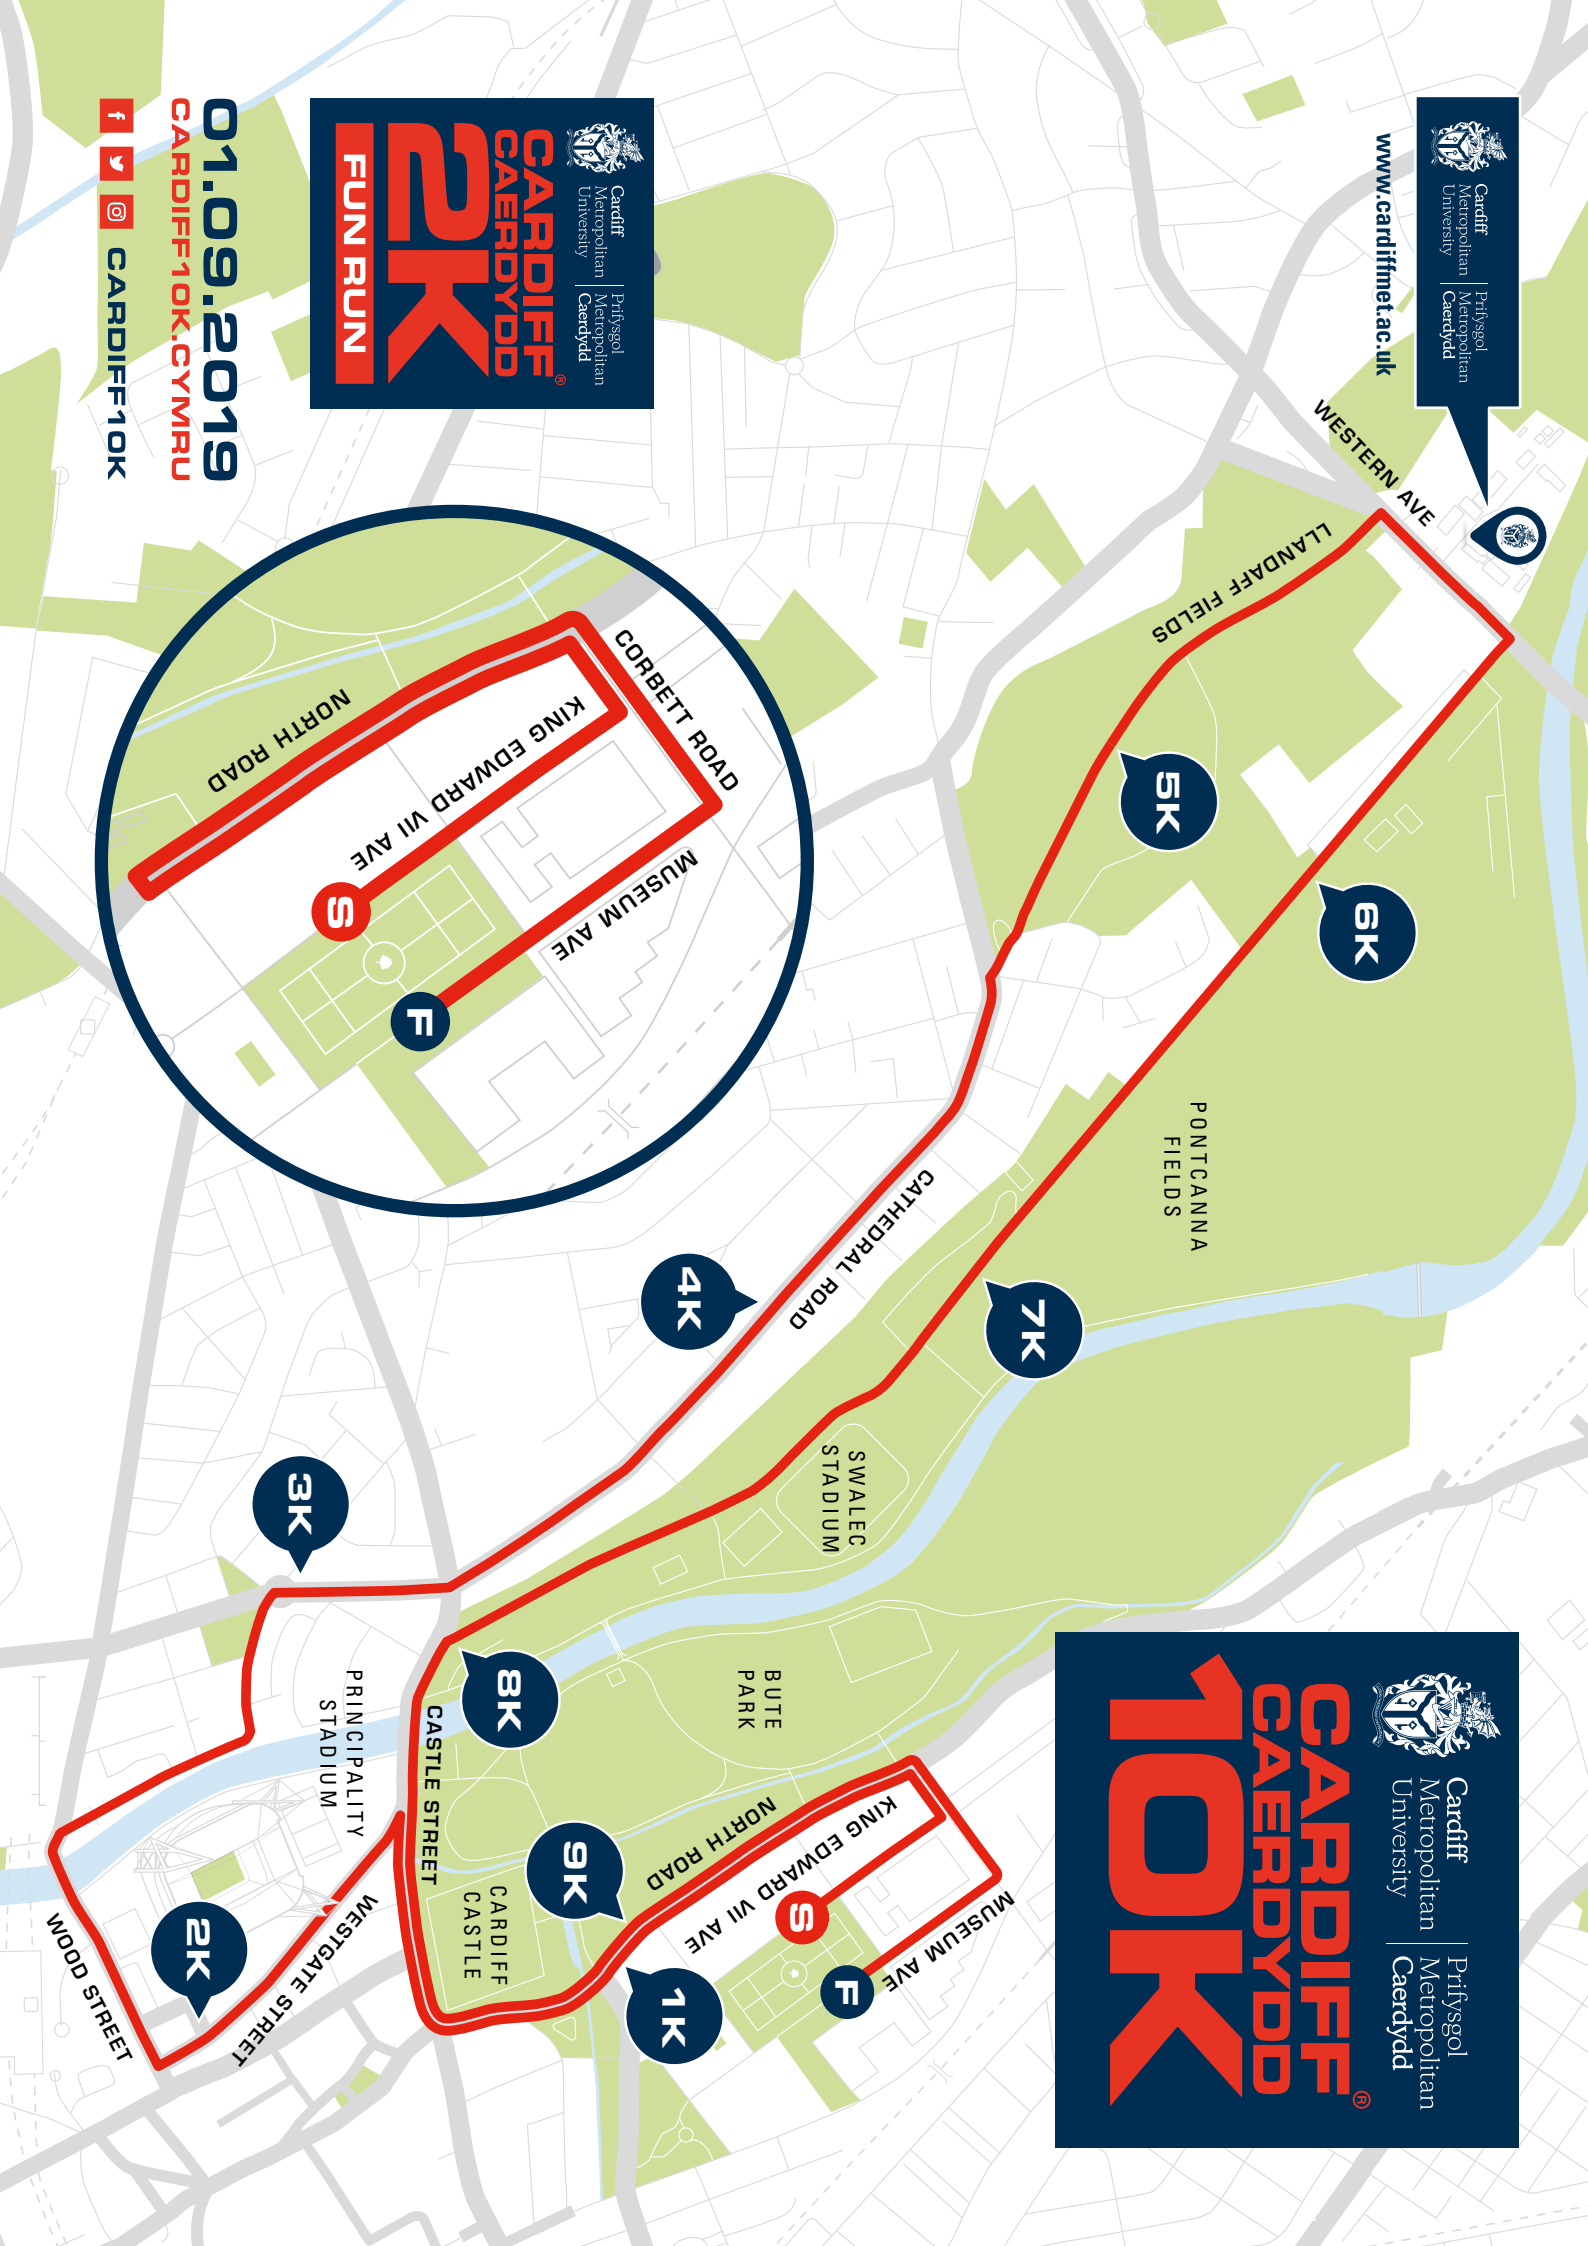 CARDIFF
CAERDYDD
10K
®
Cardiff
Metropolitan
University
Prifysgol
Metropolitan
Caerdydd
Cardiff
Metropolitan
University
Prifysgol
Metropolitan
Caerdydd
www.cardiffmet.ac.uk
WESTERN AVE
LLANDAFF FIELDS
5K
6K
PONTCANNA
FIELDS
7K
CATHEDRAL ROAD
4K
SWALEC
STADIUM
3K
PRINCIPALITY
STADIUM
8K
BUTE
PARK
CASTLE STREET
CARDIFF
CASTLE
9K
NORTH ROAD
KING EDWARD VII AVE
S
F
MUSEUM AVE
1K
2K
WESTGATE STREET
WOOD STREET
Cardiff
Metropolitan
University
Prifysgol
Metropolitan
Caerdydd
CARDIFF
CAERDYDD
®
2K
FUN RUN
CORBETT ROAD
NORTH ROAD
KING EDWARD VII AVE
MUSEUM AVE
S
F
01.09.2019
CARDIFF10K.CYMRU
CARDIFF10K